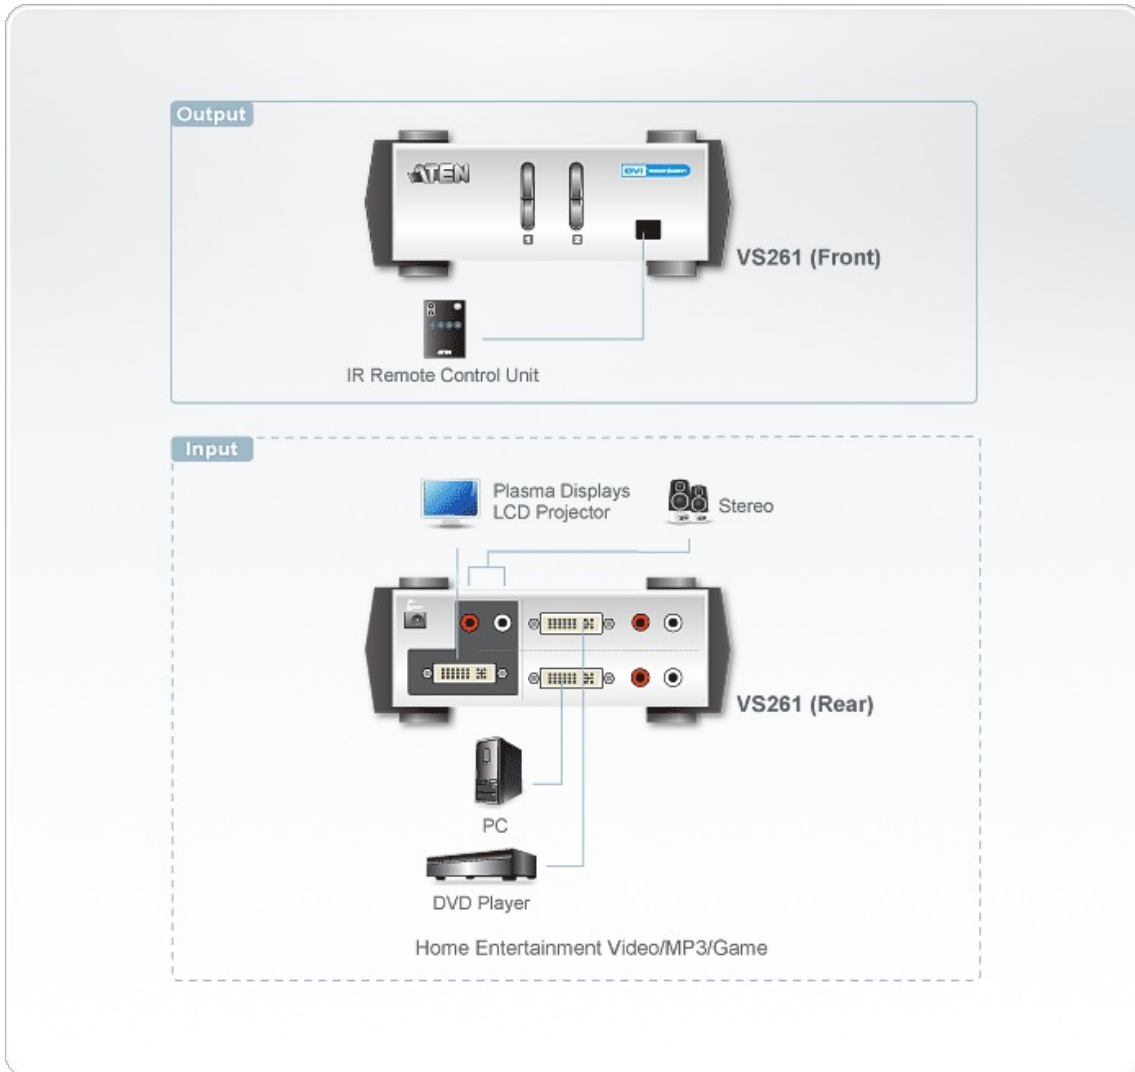 Output
ATEN
DVI
1
2
VS261 (Front)
ATEN
IR Remote Control Unit
Input
Plasma Displays
LCD Projector
Stereo
VS261 (Rear)
PC
DVD Player
Home Entertainment Video/MP3/Game